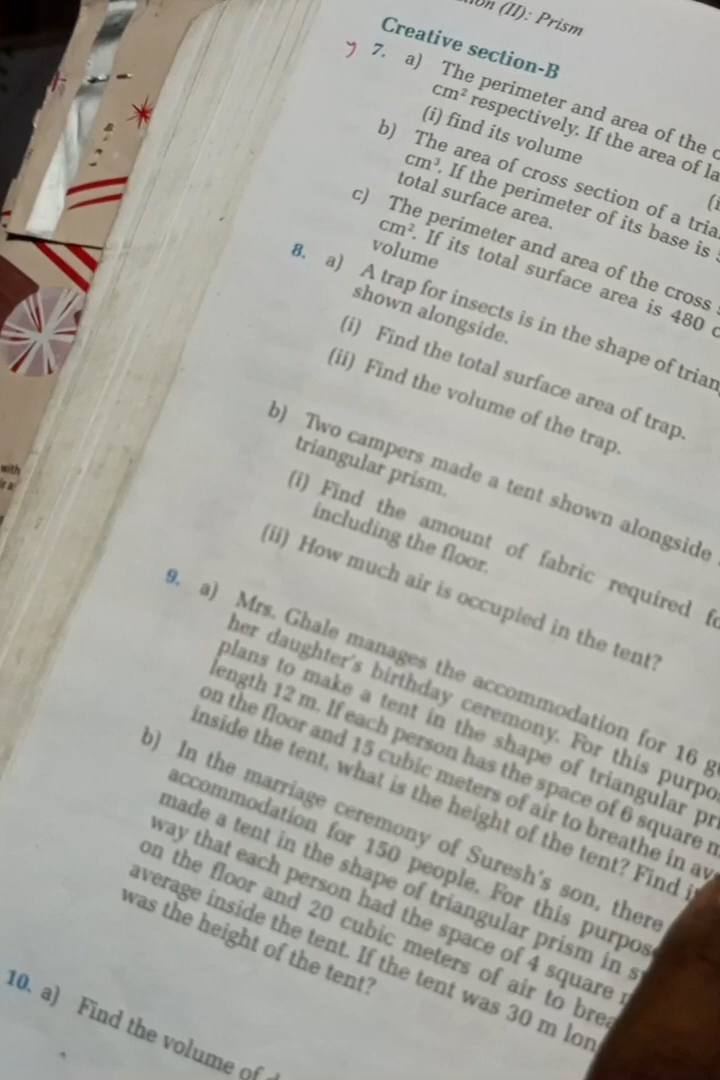 (II): Prism
Creative section-B
7. a) The perimeter and area of the
cm² respectively. If the area of
(i) find its volume
b) The area of cross section of a
cm³. If the perimeter of its base is
total surface area.
c) The perimeter and area of the cross
cm². If its total surface area is 480
volume
8. a) A trap for insects is in the shape of
shown alongside.
(i) Find the total surface area of trap.
(ii) Find the volume of the trap.
b) Two campers made a tent shown alongside
triangular prism.
(i) Find the amount of fabric required
including the floor.
(ii) How much air is occupied in the tent?
9. a) Mrs. Ghale manages the accommodation for 16
her daughter's birthday ceremony. For this
plans to make a tent in the shape of triangular
length 12 m. If each person has the space of 6 square
on the floor and 15 cubic meters of air to breathe in
inside the tent, what is the height of the tent? Find
b) In the marriage ceremony of Suresh's son, there
accommodation for 150 people. For this
made a tent in the shape of triangular prism in
way that each person had the space of 4 square
on the floor and 20 cubic meters of air to
average inside the tent. If the tent was 30 m
was the height of the tent?
10. a) Find the volume of
with